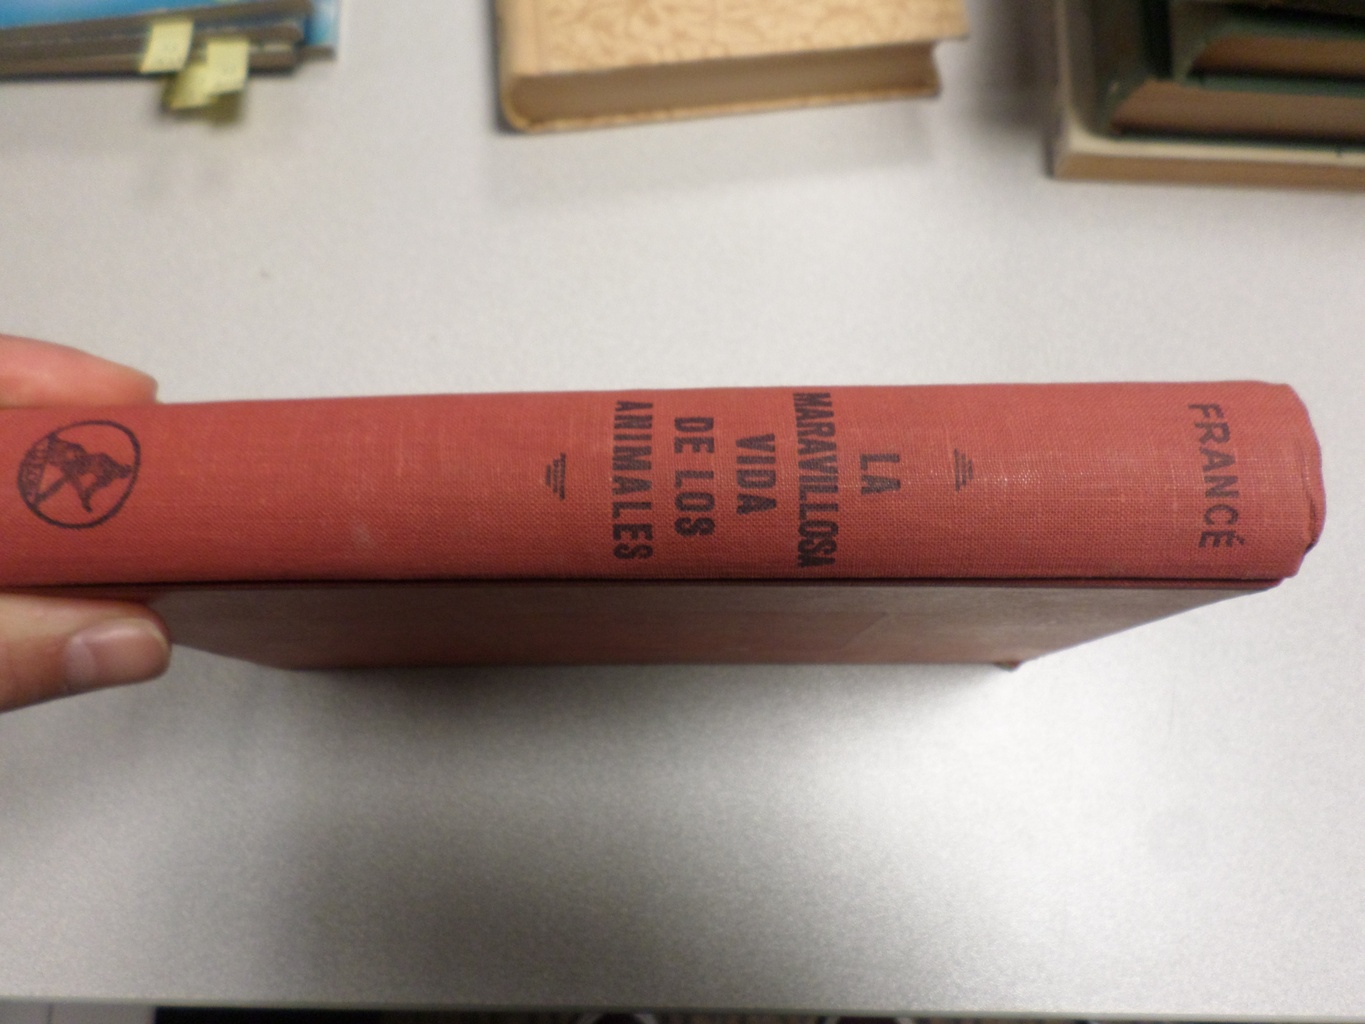 FRANCÉ
LA
MARAVILLOSA
VIDA
DE LOS
ANIMALES